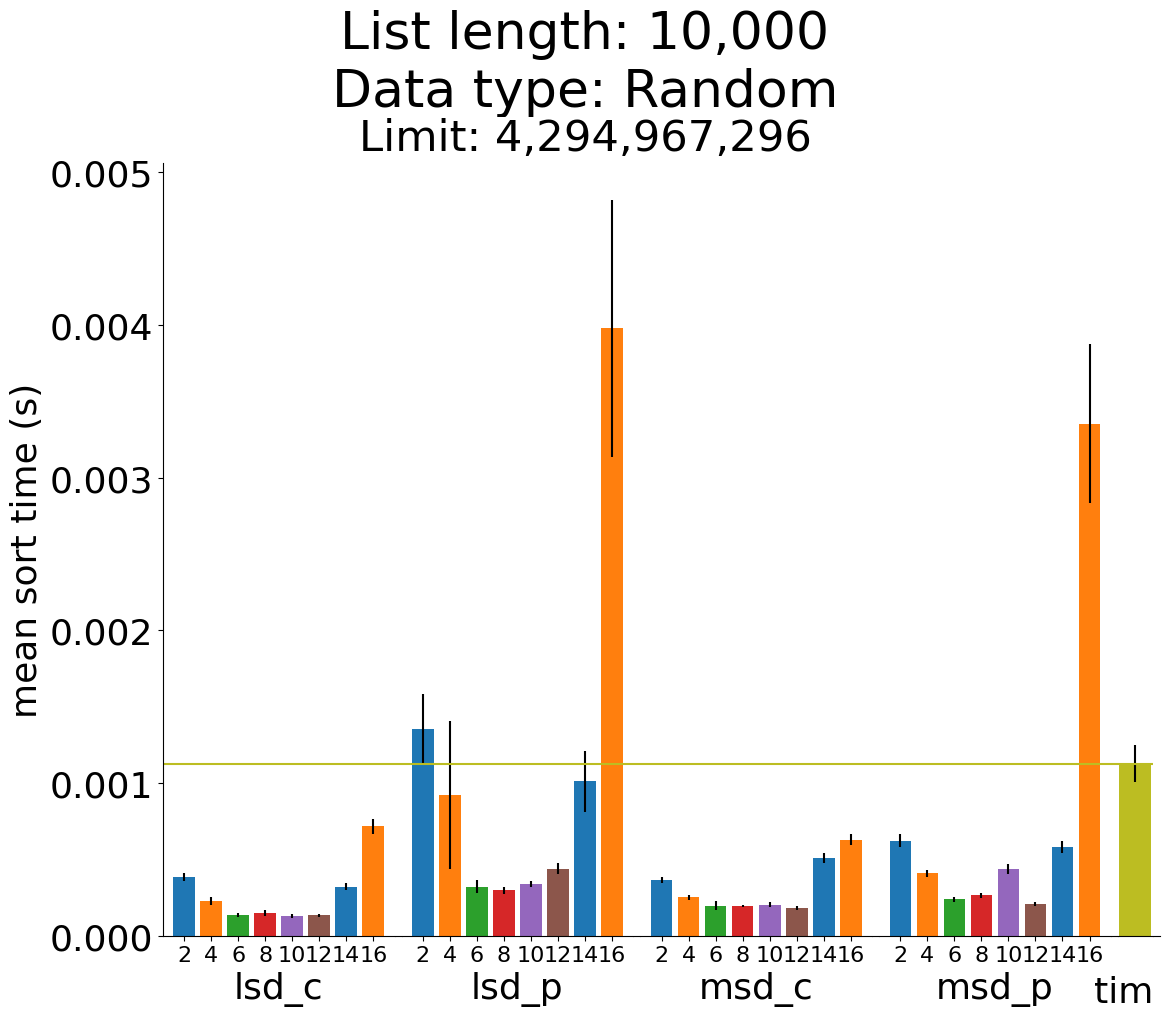 List length: 10,000
Data type: Random
Limit: 4,294,967,296
mean sort time (s)
0.005
0.004
0.003
0.002
0.001
0.000
2 4 6 8 10 12 14 16 2 4 6 8 10 12 14 16 2 4 6 8 10 12 14 16 2 4 6 8 10 12 14 16
lsd_c lsd_p msd_c msd_p tim